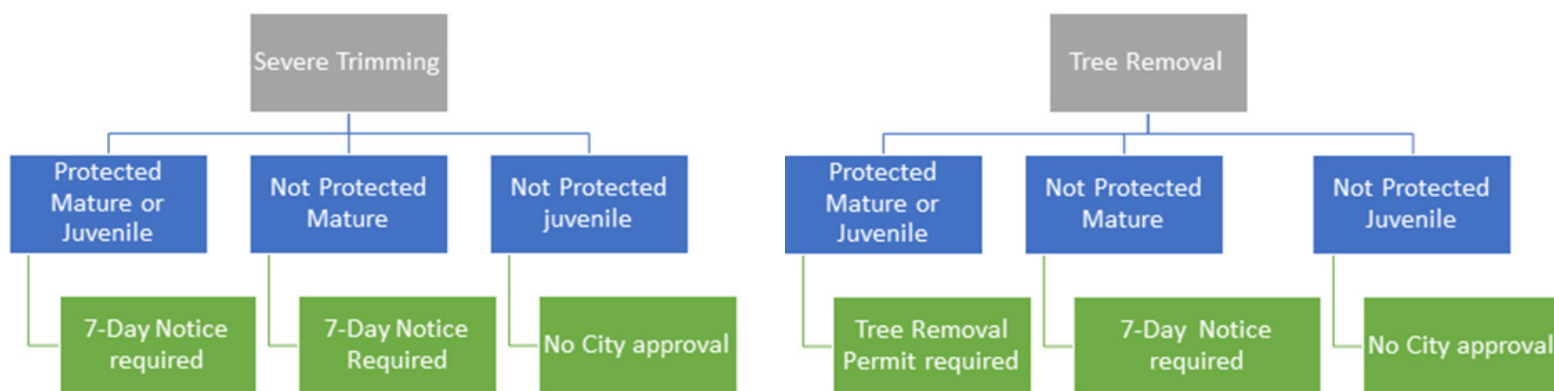 Severe Trimming
Protected
Mature or
Juvenile
Not Protected
Mature
Not Protected
juvenile
7-Day Notice
required
7-Day Notice
Required
No City approval
Tree Removal
Protected
Mature or
Juvenile
Not Protected
Mature
Not Protected
Juvenile
Tree Removal
Permit required
7-Day Notice
required
No City approval